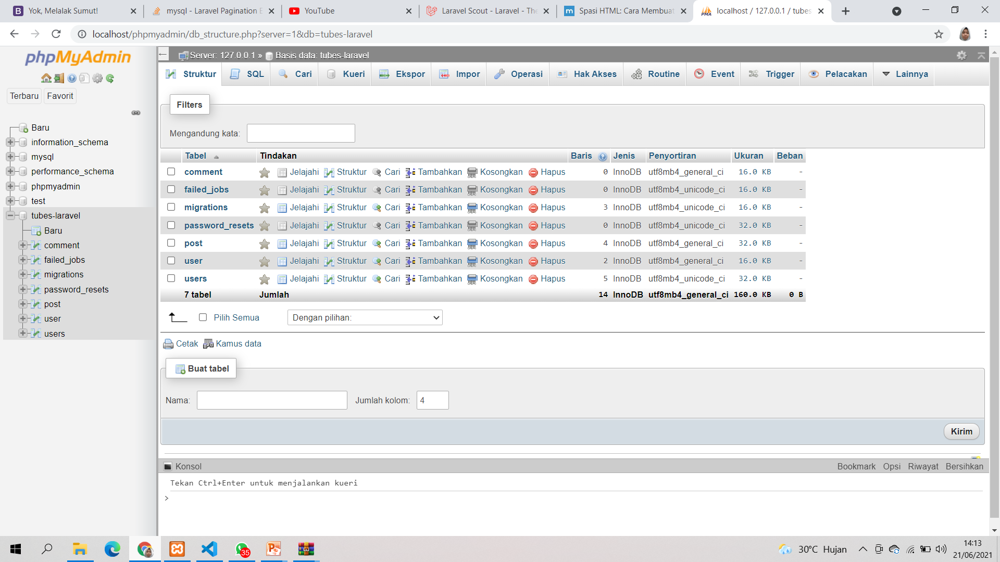 Yok, Melalak Sumut!
mysql - Laravel Pagination E
YouTube
Laravel Scout - Laravel - The
Spasi HTML: Cara Membuat
localhost / 127.0.0.1 / tubes
localhost/phpmyadmin/db_structure.php?server=1&db=tubes-laravel
phpMyAdmin
Terbaru Favorit
Baru
information_schema
mysql
performance_schema
phpmyadmin
test
tubes-laravel
Baru
comment
failed_jobs
migrations
password_resets
post
user
users
Server: 127.0.0.1 » Basis data: tubes-laravel
Struktur SQL Cari Kueri Ekspor Impor Operasi Hak Akses Routine Event Trigger Pelacakan Lainnya
Filters
Mengandung kata:
Tabel Tindakan Baris Jenis Penyortiran Ukuran Beban
comment Jelajahi Struktur Cari Tambahkan Kosongkan Hapus 0 InnoDB utf8mb4_general_ci 16.0 KB -
failed_jobs Jelajahi Struktur Cari Tambahkan Kosongkan Hapus 0 InnoDB utf8mb4_unicode_ci 16.0 KB -
migrations Jelajahi Struktur Cari Tambahkan Kosongkan Hapus 3 InnoDB utf8mb4_unicode_ci 16.0 KB -
password_resets Jelajahi Struktur Cari Tambahkan Kosongkan Hapus 0 InnoDB utf8mb4_unicode_ci 32.0 KB -
post Jelajahi Struktur Cari Tambahkan Kosongkan Hapus 4 InnoDB utf8mb4_general_ci 32.0 KB -
user Jelajahi Struktur Cari Tambahkan Kosongkan Hapus 2 InnoDB utf8mb4_general_ci 16.0 KB -
users Jelajahi Struktur Cari Tambahkan Kosongkan Hapus 5 InnoDB utf8mb4_unicode_ci 32.0 KB -
7 tabel Jumlah 14 InnoDB utf8mb4_general_ci 160.0 KB 0 B
Pilih Semua Dengan pilihan:
Cetak Kamus data
Buat tabel
Nama: Jumlah kolom: 4
Kirim
Konsol Bookmark Opsi Riwayat Bersihkan
Tekan Ctrl+Enter untuk menjalankan kueri
>
35
30°C Hujan
14:13
21/06/2021